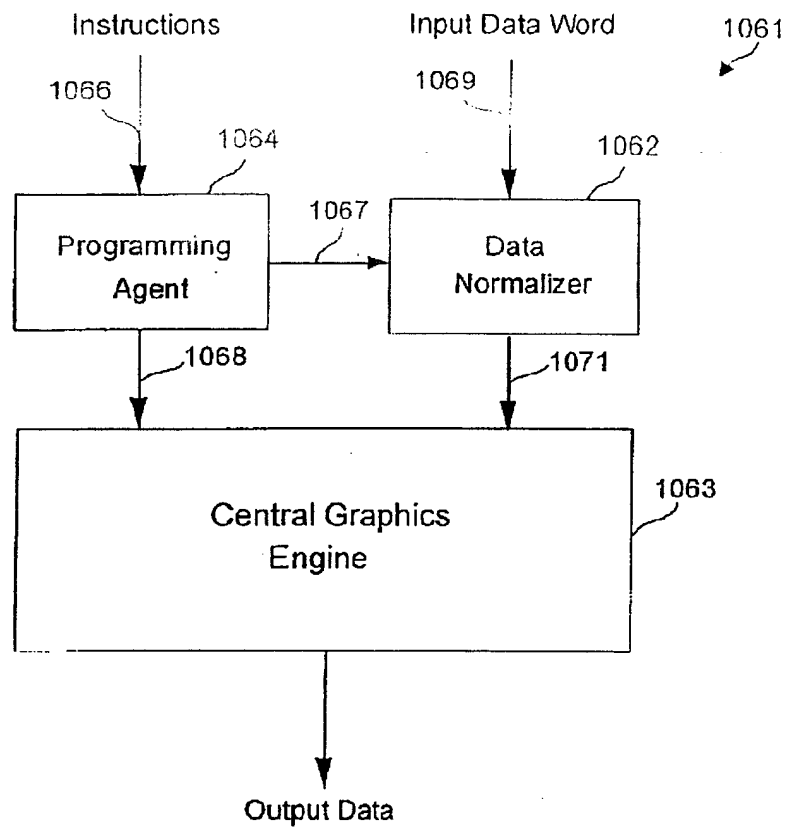 Instructions
Input Data Word
1061
1066
1069
1064
1062
1067
Programming
Agent
Data
Normalizer
1068
1071
Central Graphics
Engine
1063
Output Data